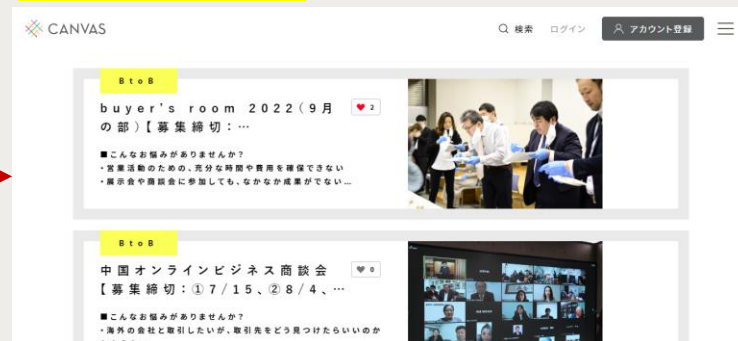 CANVAS
検索 ログイン アカウント登録
BtoB
buyer's room 2022(9月
の部)【募集締切:…
2
■こんなお悩みがありませんか?
・営業活動のための、充分な時間や費用を確保できない
・展示会や商談会に参加しても、なかなか成果がでない…
BtoB
中国オンラインビジネス商談会
【募集締切:①7/15、②8/4、…
0
■こんなお悩みがありませんか?
・海外の会社と取引したいが、取引先をどう見つけたらいいのか